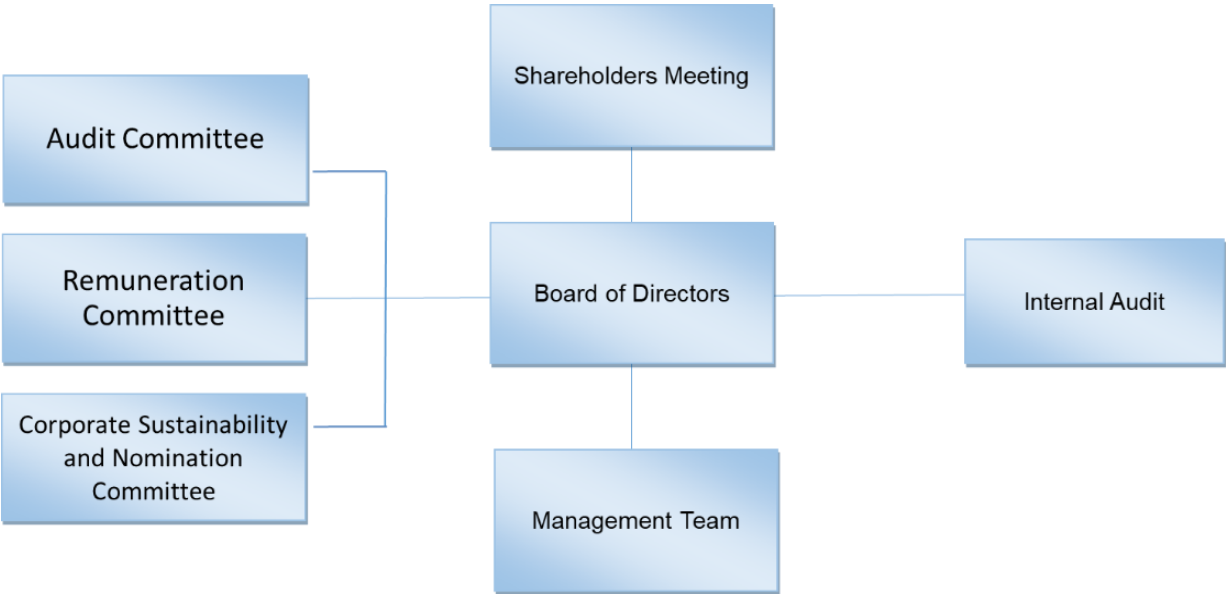 Shareholders Meeting
Audit Committee
Remuneration
Committee
Board of Directors
Internal Audit
Corporate Sustainability
and Nomination
Committee
Management Team